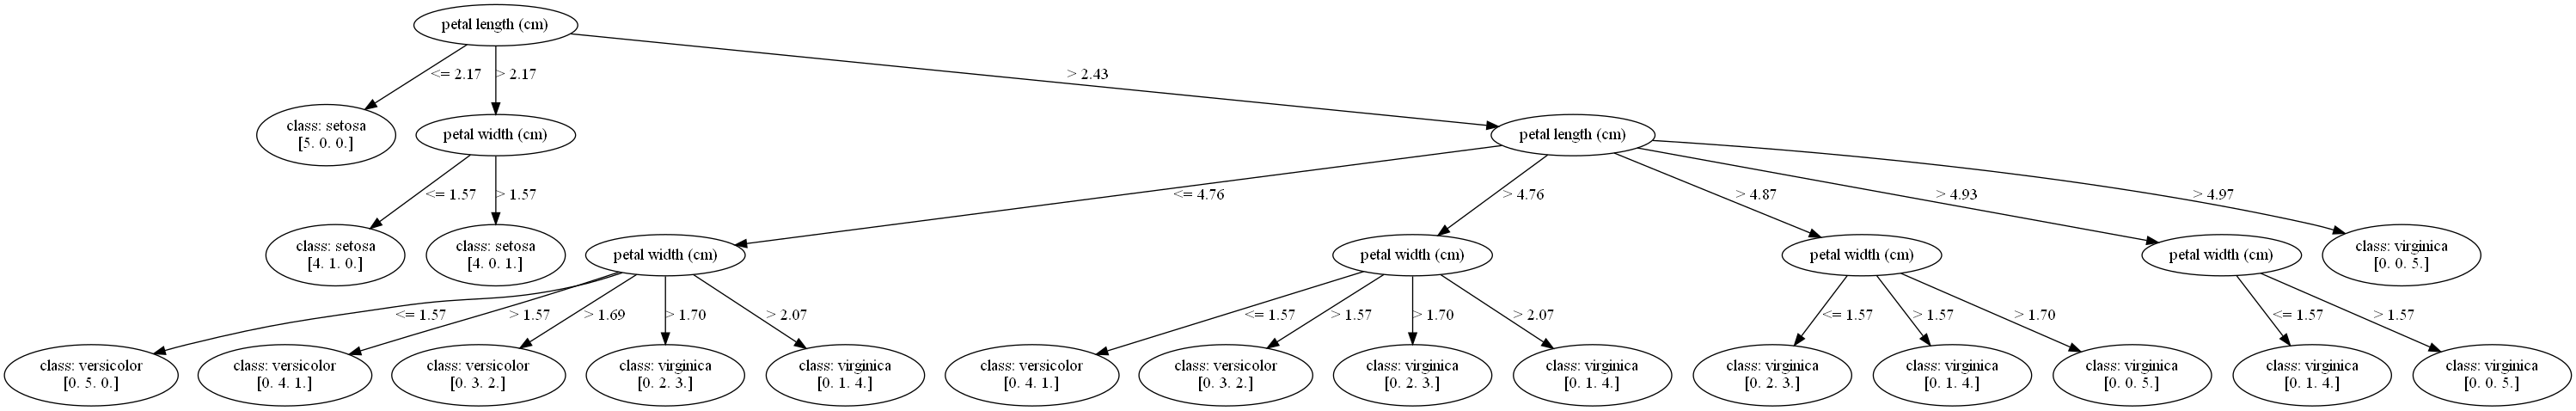 petal length (cm)
<= 2.17
> 2.17
> 2.43
class: setosa
[5. 0. 0.]
petal width (cm)
petal length (cm)
<= 1.57
> 1.57
<= 4.76
> 4.76
> 4.87
> 4.93
> 4.97
class: setosa
[4. 1. 0.]
class: setosa
[4. 0. 1.]
petal width (cm)
petal width (cm)
petal width (cm)
petal width (cm)
class: virginica
[0. 0. 5.]
<= 1.57
> 1.57
> 1.69
> 1.70
> 2.07
<= 1.57
> 1.57
> 1.70
> 2.07
<= 1.57
> 1.57
> 1.70
<= 1.57
> 1.57
class: versicolor
[0. 5. 0.]
class: versicolor
[0. 4. 1.]
class: versicolor
[0. 3. 2.]
class: virginica
[0. 2. 3.]
class: virginica
[0. 1. 4.]
class: versicolor
[0. 4. 1.]
class: versicolor
[0. 3. 2.]
class: virginica
[0. 2. 3.]
class: virginica
[0. 1. 4.]
class: virginica
[0. 2. 3.]
class: virginica
[0. 1. 4.]
class: virginica
[0. 0. 5.]
class: virginica
[0. 1. 4.]
class: virginica
[0. 0. 5.]